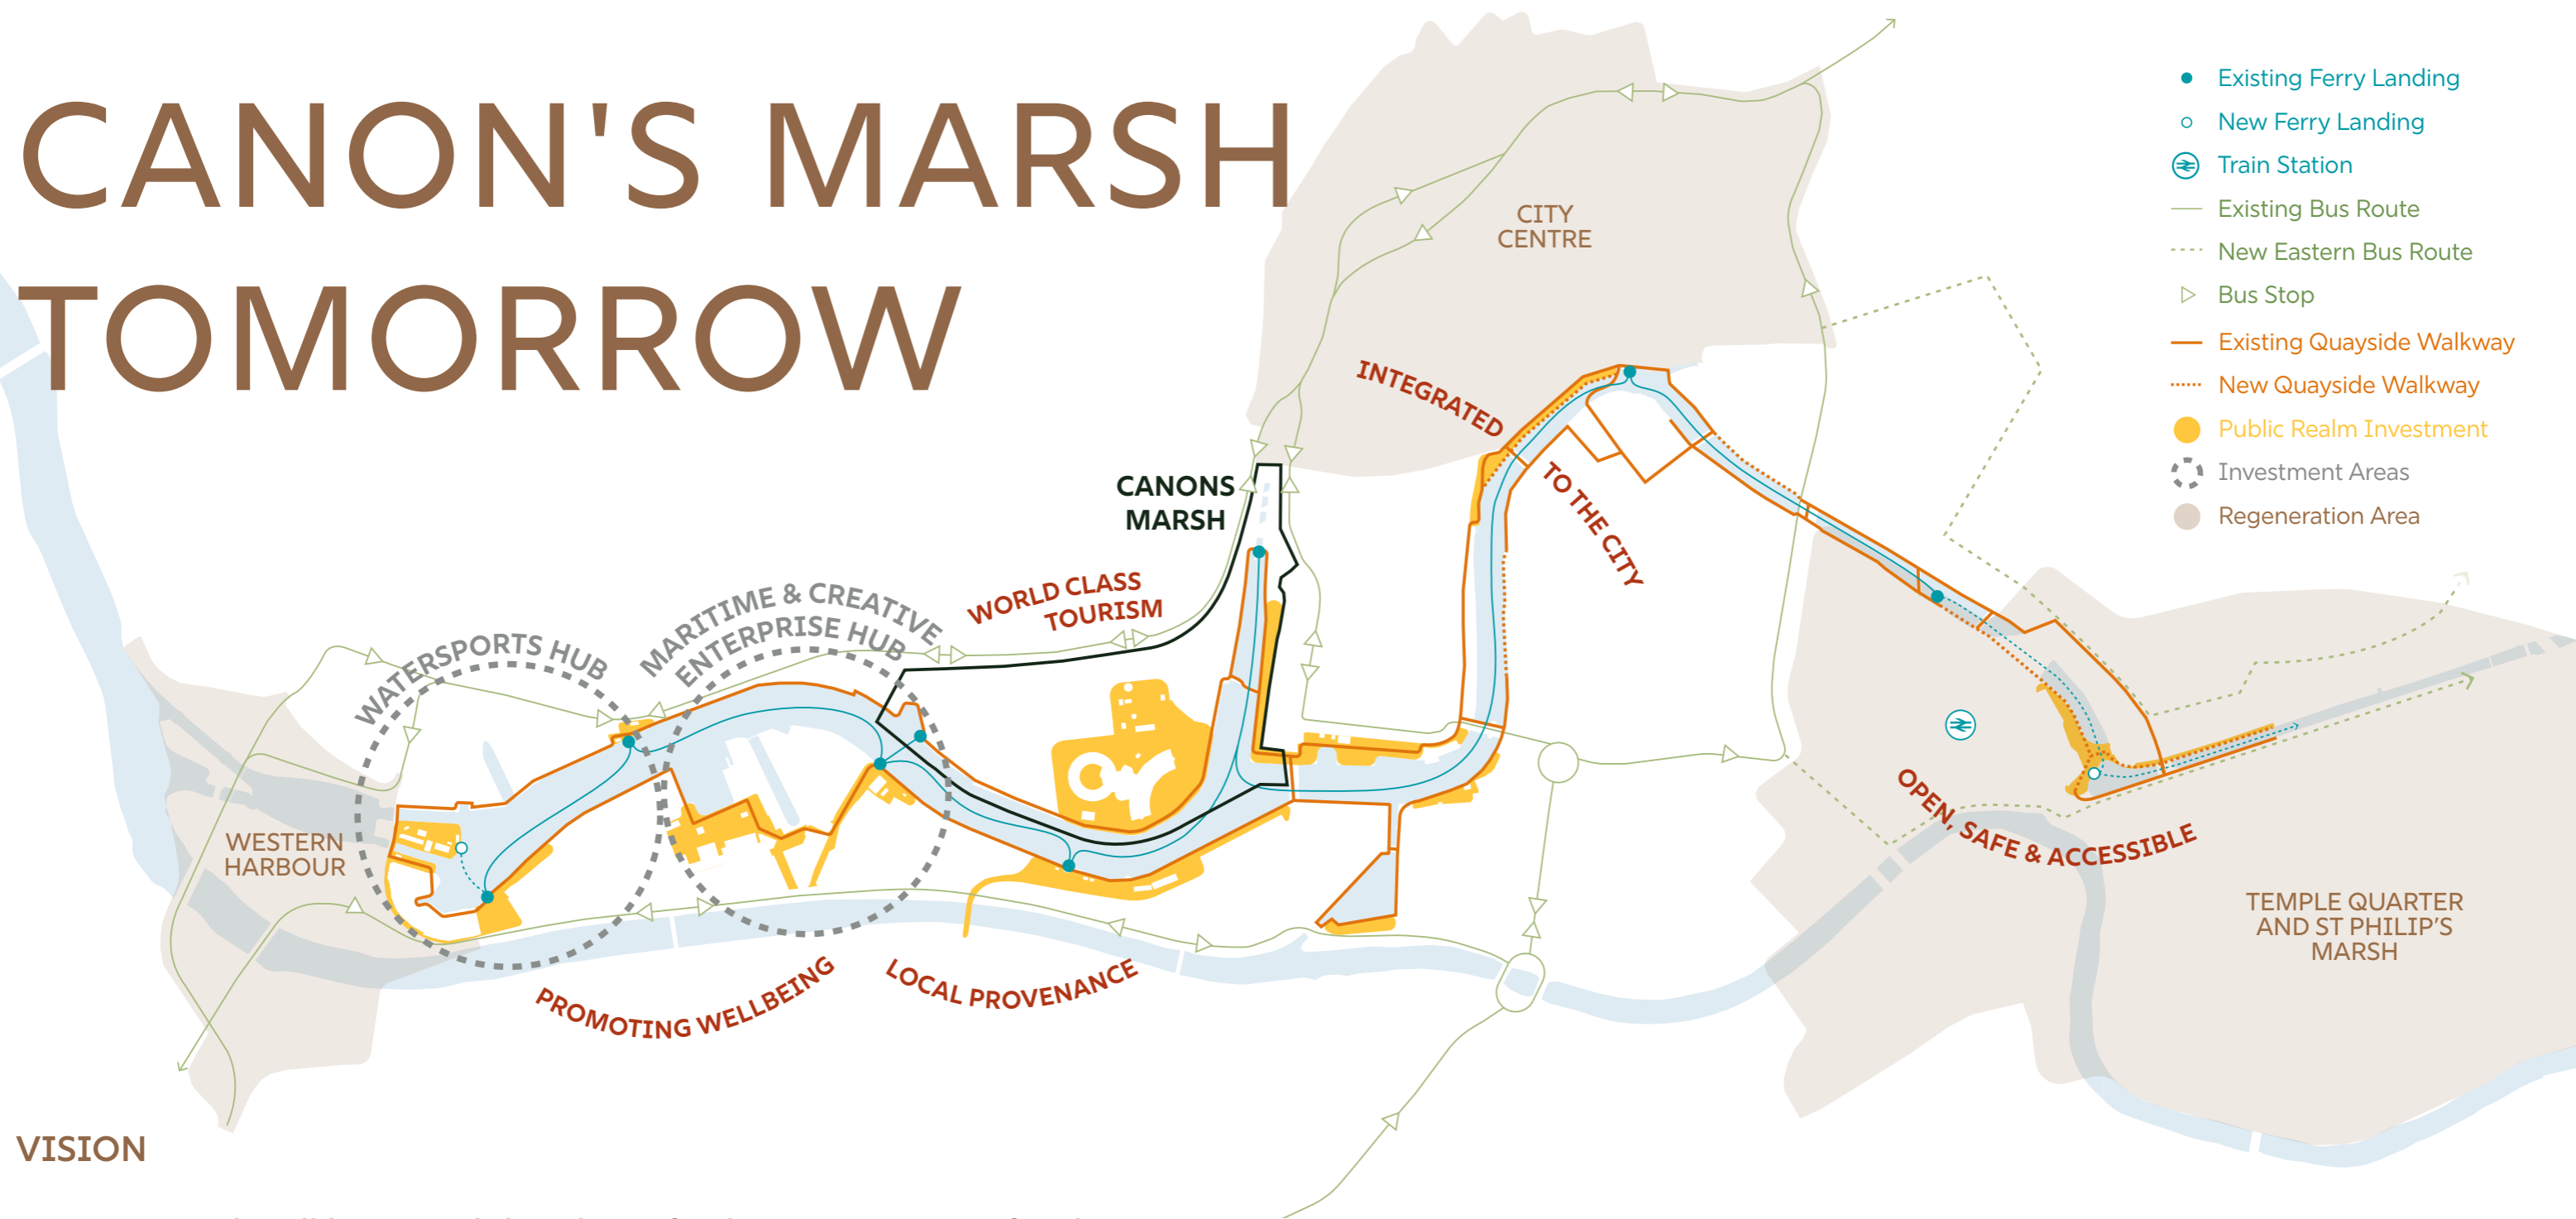 CANON'S MARSH
TOMORROW
Existing Ferry Landing
New Ferry Landing
Train Station
Existing Bus Route
New Eastern Bus Route
Bus Stop
Existing Quayside Walkway
New Quayside Walkway
Public Realm Investment
Investment Areas
Regeneration Area
CITY
CENTRE
INTEGRATED
TO THE CITY
CANONS
MARSH
WORLD CLASS
TOURISM
MARITIME & CREATIVE
ENTERPRISE HUB
WATERSPORTS HUB
WESTERN
HARBOUR
OPEN, SAFE & ACCESSIBLE
TEMPLE QUARTER
AND ST PHILIP'S
MARSH
PROMOTING WELLBEING
LOCAL PROVENANCE
VISION